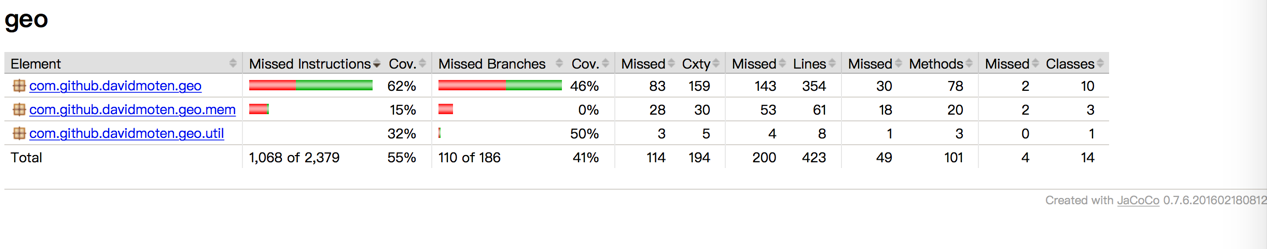 geo
Element Missed Instructions Cov. Missed Branches Cov. Missed Cxty Missed Lines Missed Methods Missed Classes
com.github.davidmoten.geo 62% 46% 83 159 143 354 30 78 2 10
com.github.davidmoten.geo.mem 15% 0% 28 30 53 61 18 20 2 3
com.github.davidmoten.geo.util 32% 50% 3 5 4 8 1 3 0 1
Total 1,068 of 2,379 55% 110 of 186 41% 114 194 200 423 49 101 4 14
Created with JaCoCo 0.7.6.201602180812